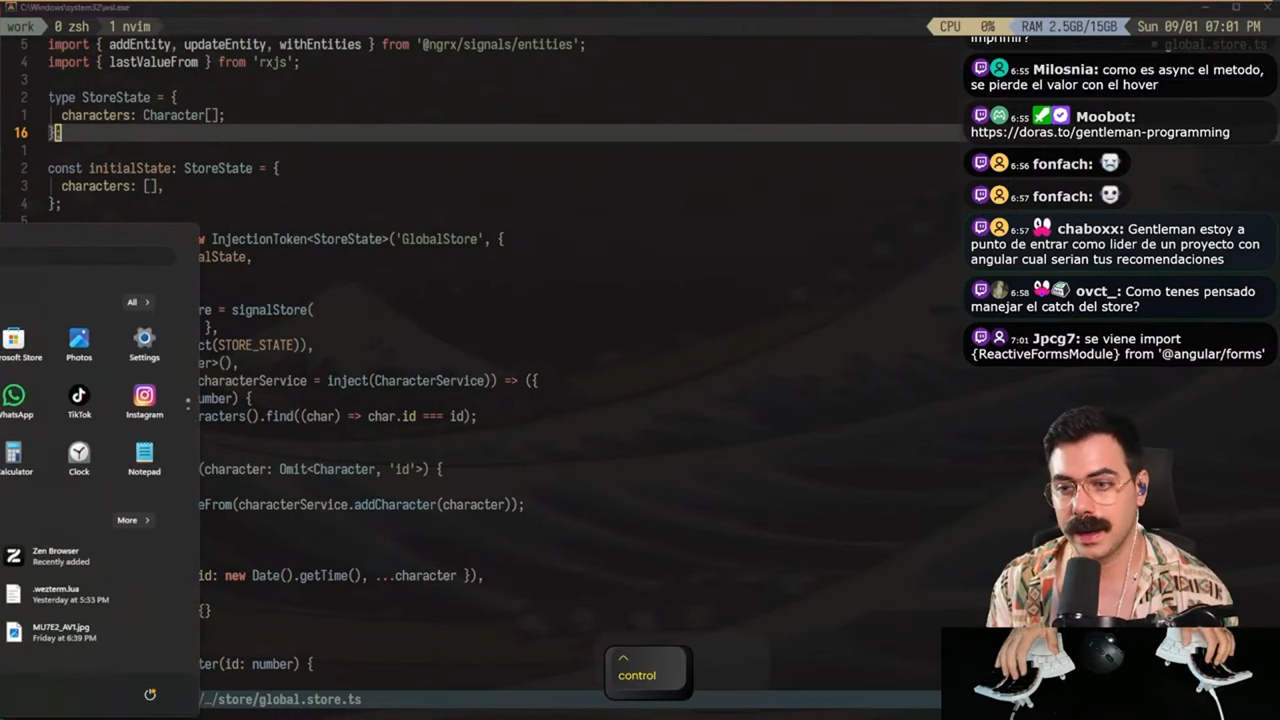 C:\Windows\system32\wsl.exe
work
0 zsh
1 nvim
CPU 0%
RAM 2.5GB/15GB
Sun 09/01 07:01 PM
5 import { addEntity, updateEntity, withEntities } from '@ngrx/signals/entities';
global.store.ts
4 import { lastValueFrom } from 'rxjs';
3
2 type StoreState = {
1 characters: Character[];
16 }
1
2 const initialState: StoreState = {
3 characters: [],
4 };
5
InjectionToken<StoreState>('GlobalStore', {
alState,
re = signalStore(
},
ct(STORE_STATE)),
er>(),
characterService = inject(CharacterService)) => ({
umber) {
racters().find((char) => char.id === id);
(character: Omit<Character, 'id'>) {
eFrom(characterService.addCharacter(character));
id: new Date().getTime(), ...character }),
{}
ter(id: number) {
/…/store/global.store.ts
All >
rosoft Store
Photos
Settings
WhatsApp
TikTok
Instagram
Calculator
Clock
Notepad
More >
Zen Browser
Recently added
.wezterm.lua
Yesterday at 5:33 PM
MU7E2_AV1.jpg
Friday at 6:39 PM
imprimir?
6:55 Milosnia: como es async el metodo,
se pierde el valor con el hover
6:55 Moobot:
https://doras.to/gentleman-programming
6:56 fonfach:
6:57 fonfach:
6:57 chaboxx: Gentleman estoy a
punto de entrar como lider de un proyecto con
angular cual serian tus recomendaciones
6:58 ovct_: Como tenes pensado
manejar el catch del store?
7:01 Jpcg7: se viene import
{ReactiveFormsModule} from '@angular/forms'
control